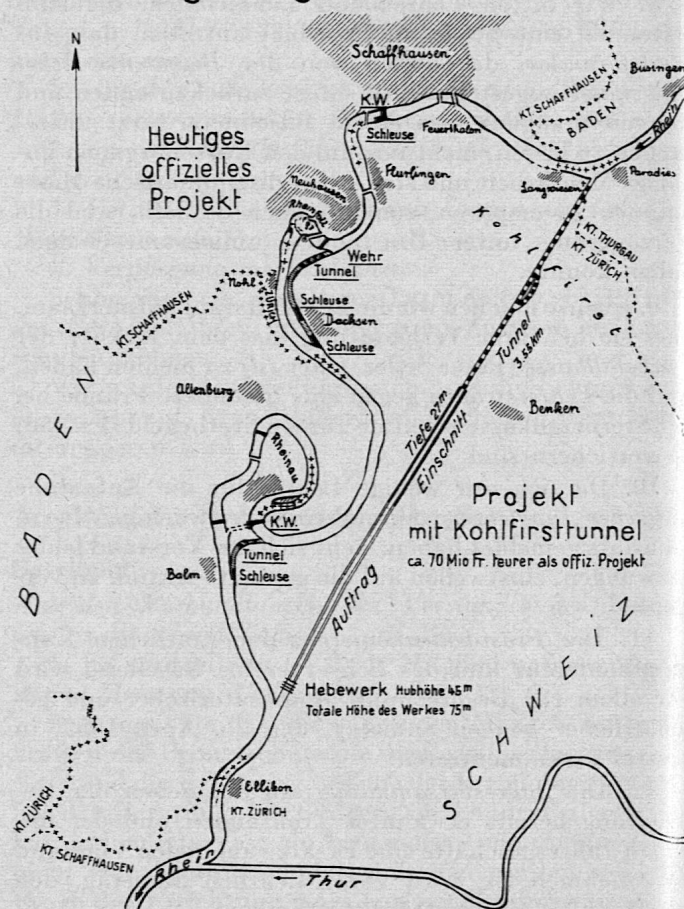 N
Schaffhausen
Büsingen
KT. SCHAFFHAUSEN
BADEN
K.W.
Schleuse
Feuerthalen
Rhein
Heutiges
offizielles
Projekt
Flurlingen
Neuhausen
Rheinfall
Langwiesen
Paradies
Kohlfirst
KT. THURGAU
KT. ZÜRICH
Wehr
Tunnel
Nohl
KT. ZÜRICH
KT. SCHAFFHAUSEN
Schleuse
Dachsen
Schleuse
Tunnel
3.55 km
Altenburg
Benken
Tiefe 27m
Einschnitt
Rheinau
BADEN
K.W.
Projekt
mit Kohlfirsttunnel
ca. 70 Mio Fr. teurer als offiz. Projekt
Tunnel
Schleuse
Balm
Auftrag
SCHWEIZ
Hebewerk Hubhöhe 45m
Totale Höhe des Werkes 75m
Ellikon
KT. ZÜRICH
KT. ZÜRICH
KT. SCHAFFHAUSEN
Rhein
Thur